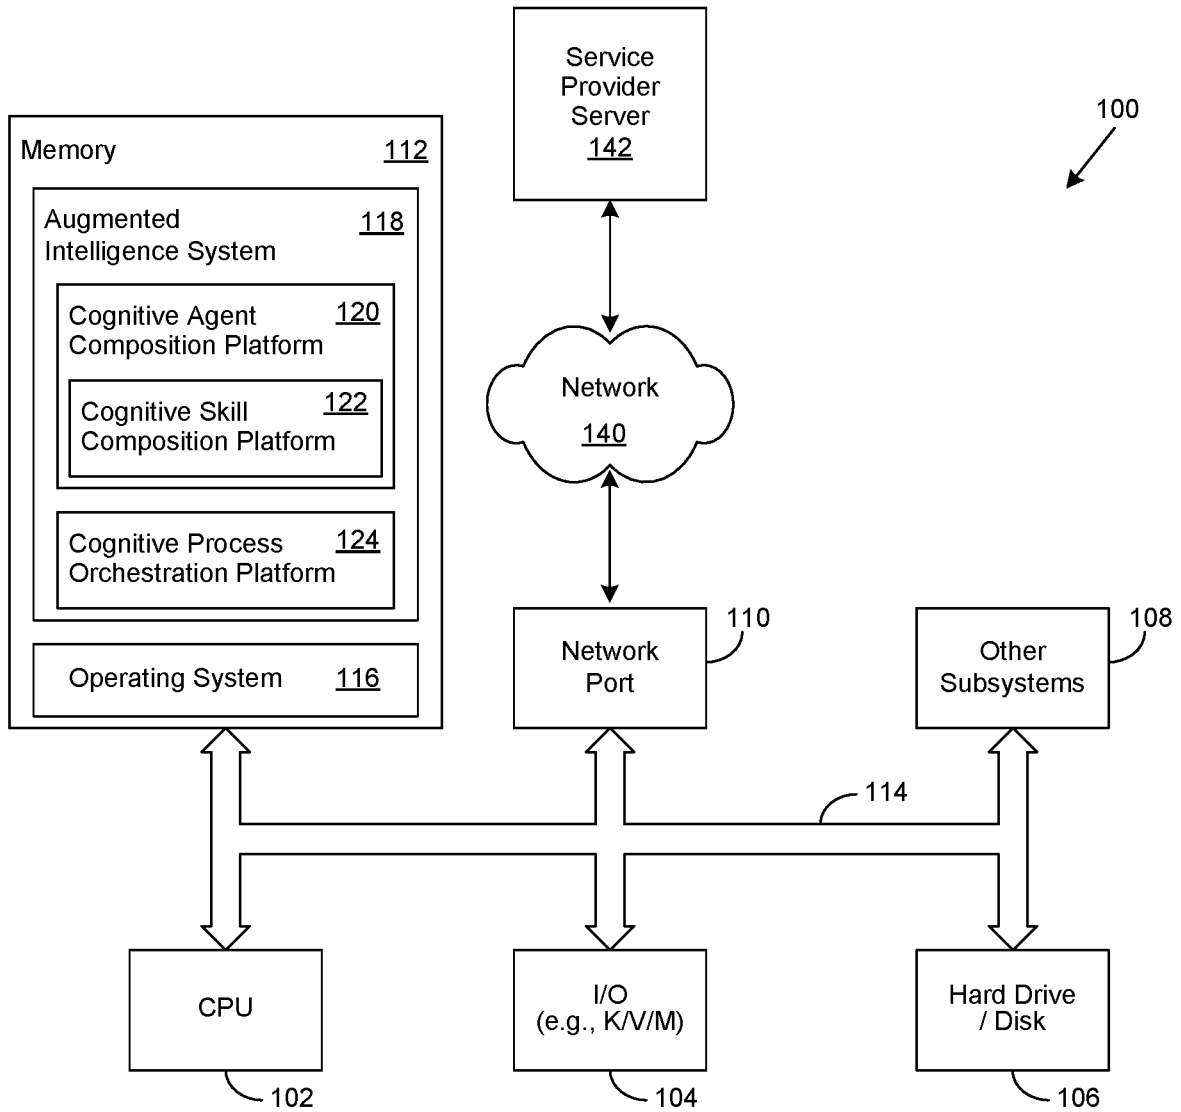 Service
Provider
Server
142
100
Memory 112
Augmented 118
Intelligence System
Cognitive Agent 120
Composition Platform
Cognitive Skill 122
Composition Platform
Cognitive Process 124
Orchestration Platform
Operating System 116
Network
140
Network
Port
110
Other
Subsystems
108
114
CPU
102
I/O
(e.g., K/V/M)
104
Hard Drive
/ Disk
106